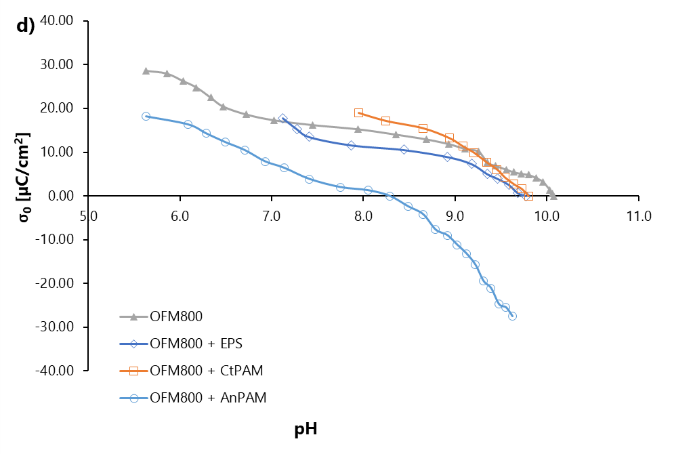 d)
40.00
30.00
20.00
10.00
0.00
-10.00
-20.00
-30.00
-40.00
σ₀ [µC/cm²]
5.0 6.0 7.0 8.0 9.0 10.0 11.0
OFM800
OFM800 + EPS
OFM800 + CtPAM
OFM800 + AnPAM
pH